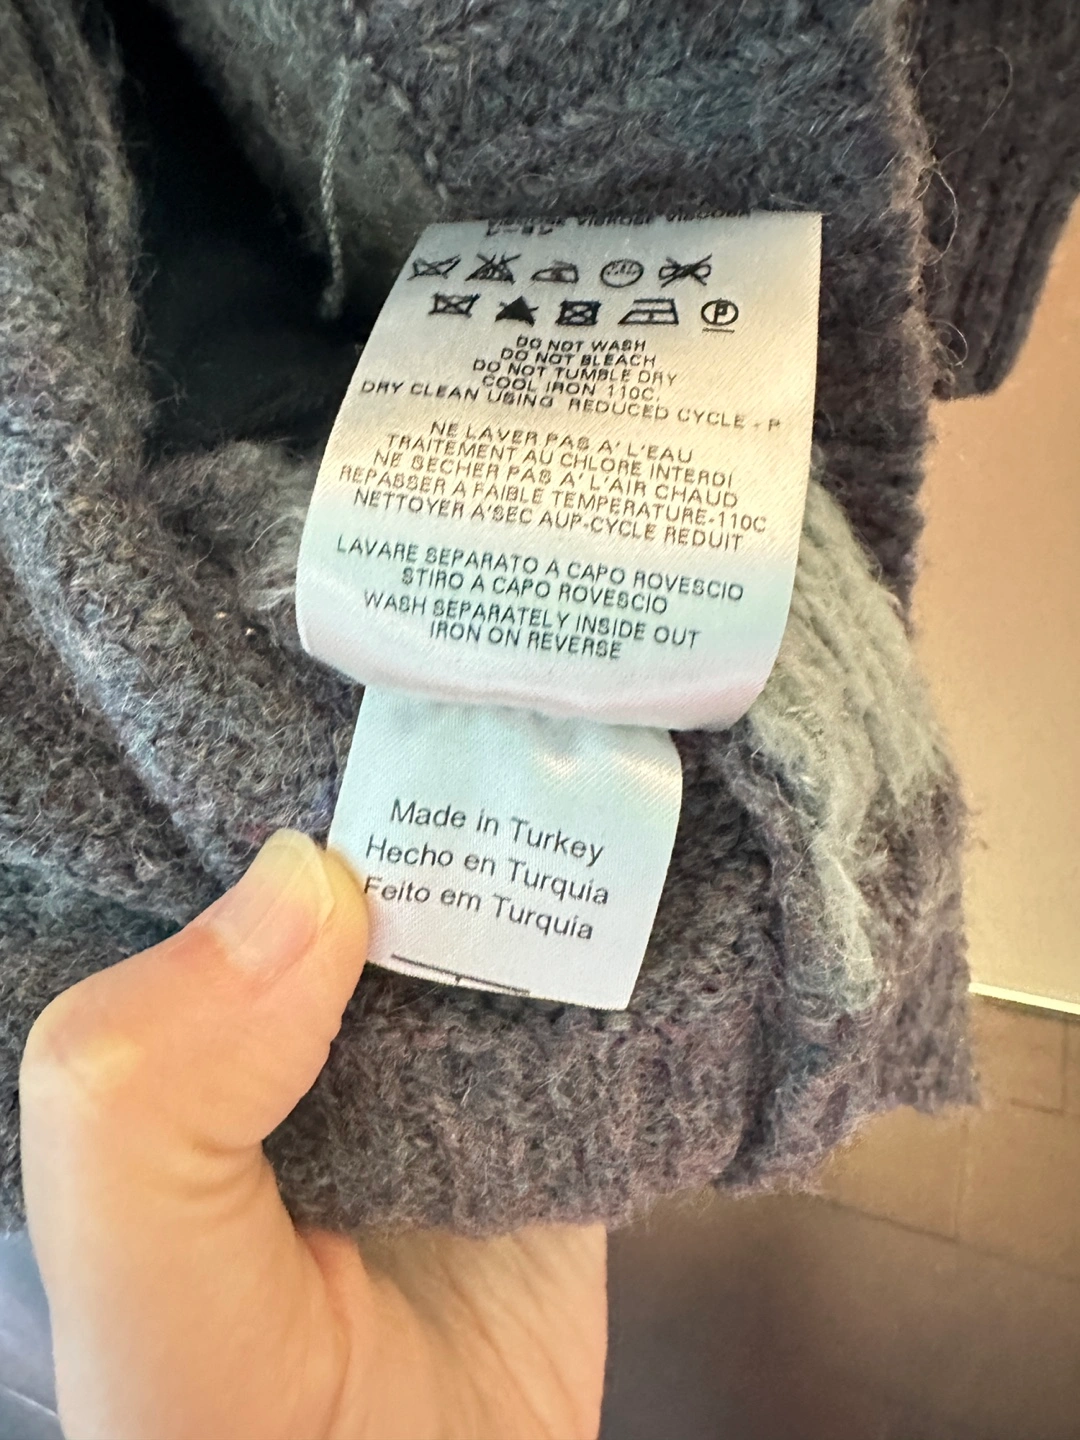 VISKOSE VISCOSA
DO NOT WASH
DO NOT BLEACH
DO NOT TUMBLE DRY
COOL IRON 110C.
DRY CLEAN USING REDUCED CYCLE - P
NE LAVER PAS A' L'EAU
TRAITEMENT AU CHLORE INTERDI
NE SECHER PAS A' L'AIR CHAUD
REPASSER A FAIBLE TEMPERATURE-110C
NETTOYER A'SEC AUP-CYCLE REDUIT
LAVARE SEPARATO A CAPO ROVESCIO
STIRO A CAPO ROVESCIO
WASH SEPARATELY INSIDE OUT
IRON ON REVERSE
Made in Turkey
Hecho en Turquia
Feito em Turquia